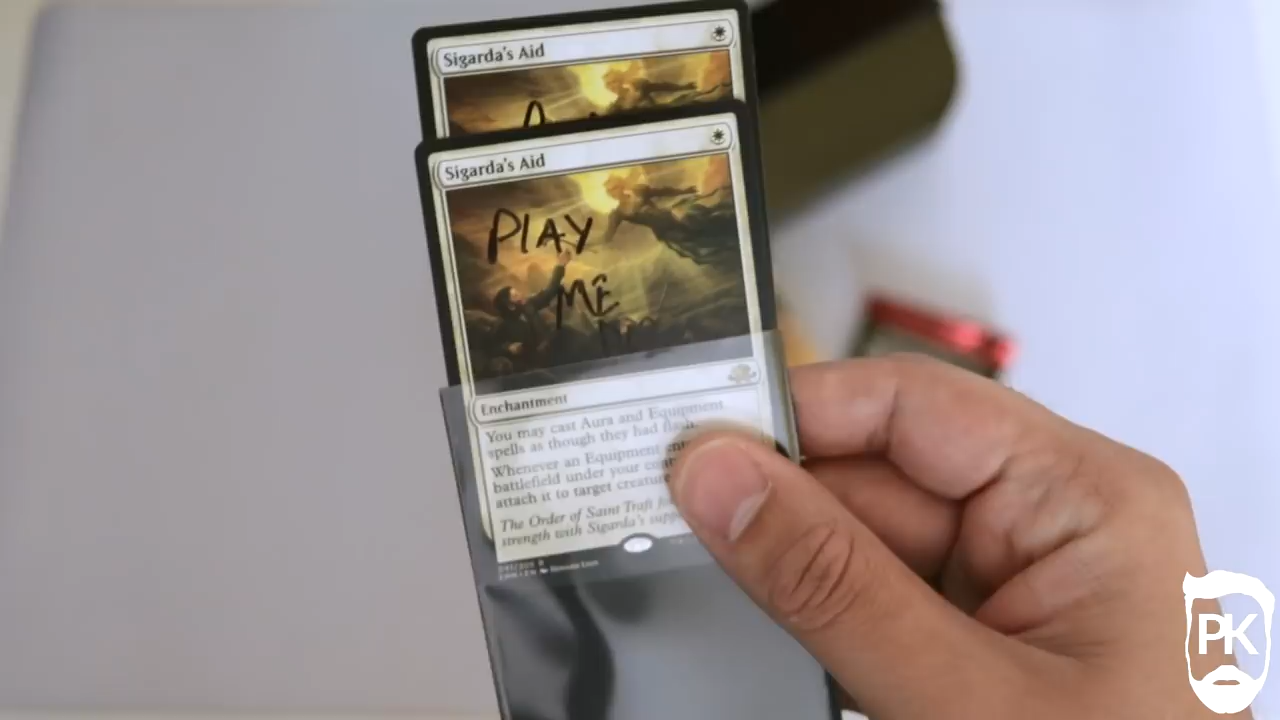 Sigarda's Aid
Sigarda's Aid
PLAY
ME
Enchantment
You may cast Aura and Equipment
spells as though they had flash.
Whenever an Equipment
battlefield under your
attach it to target creature
The Order of Saint Traft
strength with Sigarda's
PK